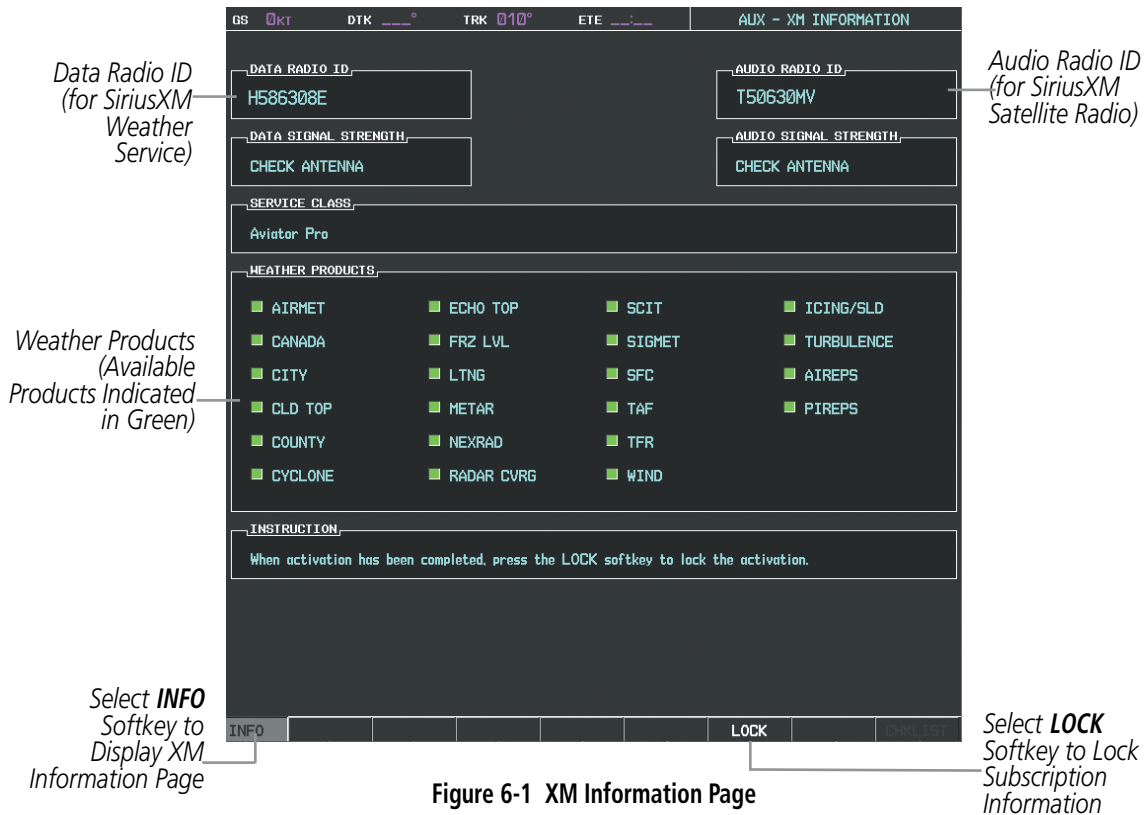 GS 0KT DTK ___° TRK 010° ETE __:__ AUX - XM INFORMATION
Data Radio ID
(for SiriusXM
Weather
Service)
Audio Radio ID
(for SiriusXM
Satellite Radio)
DATA RADIO ID
H586308E
AUDIO RADIO ID
T50630MV
DATA SIGNAL STRENGTH
CHECK ANTENNA
AUDIO SIGNAL STRENGTH
CHECK ANTENNA
SERVICE CLASS
Aviator Pro
WEATHER PRODUCTS
AIRMET ECHO TOP SCIT ICING/SLD
CANADA FRZ LVL SIGMET TURBULENCE
CITY LTNG SFC AIREPS
CLD TOP METAR TAF PIREPS
COUNTY NEXRAD TFR
CYCLONE RADAR CVRG WIND
Weather Products
(Available
Products Indicated
in Green)
INSTRUCTION
When activation has been completed, press the LOCK softkey to lock the activation.
INFO LOCK CHKLIST
Select INFO
Softkey to
Display XM
Information Page
Select LOCK
Softkey to Lock
Subscription
Information
Figure 6-1 XM Information Page